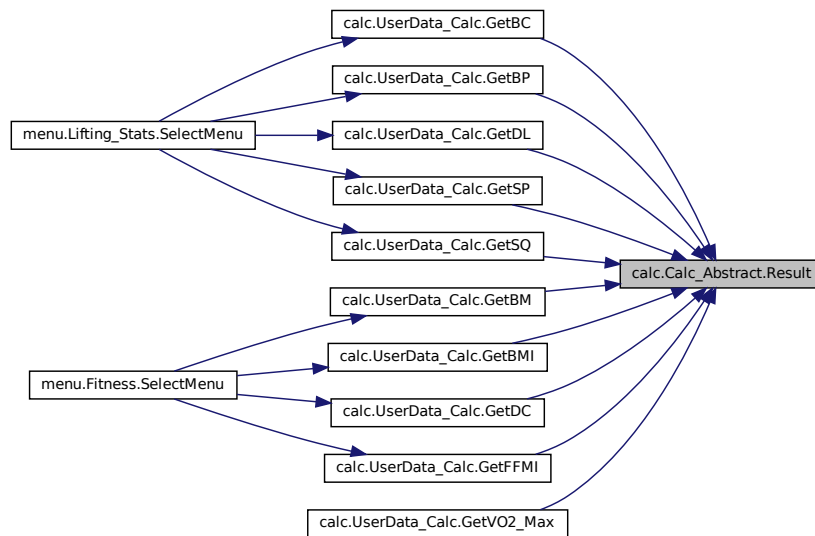 calc.UserData_Calc.GetBC
calc.UserData_Calc.GetBP
menu.Lifting_Stats.SelectMenu
calc.UserData_Calc.GetDL
calc.UserData_Calc.GetSP
calc.UserData_Calc.GetSQ
calc.Calc_Abstract.Result
calc.UserData_Calc.GetBM
calc.UserData_Calc.GetBMI
menu.Fitness.SelectMenu
calc.UserData_Calc.GetDC
calc.UserData_Calc.GetFFMI
calc.UserData_Calc.GetVO2_Max